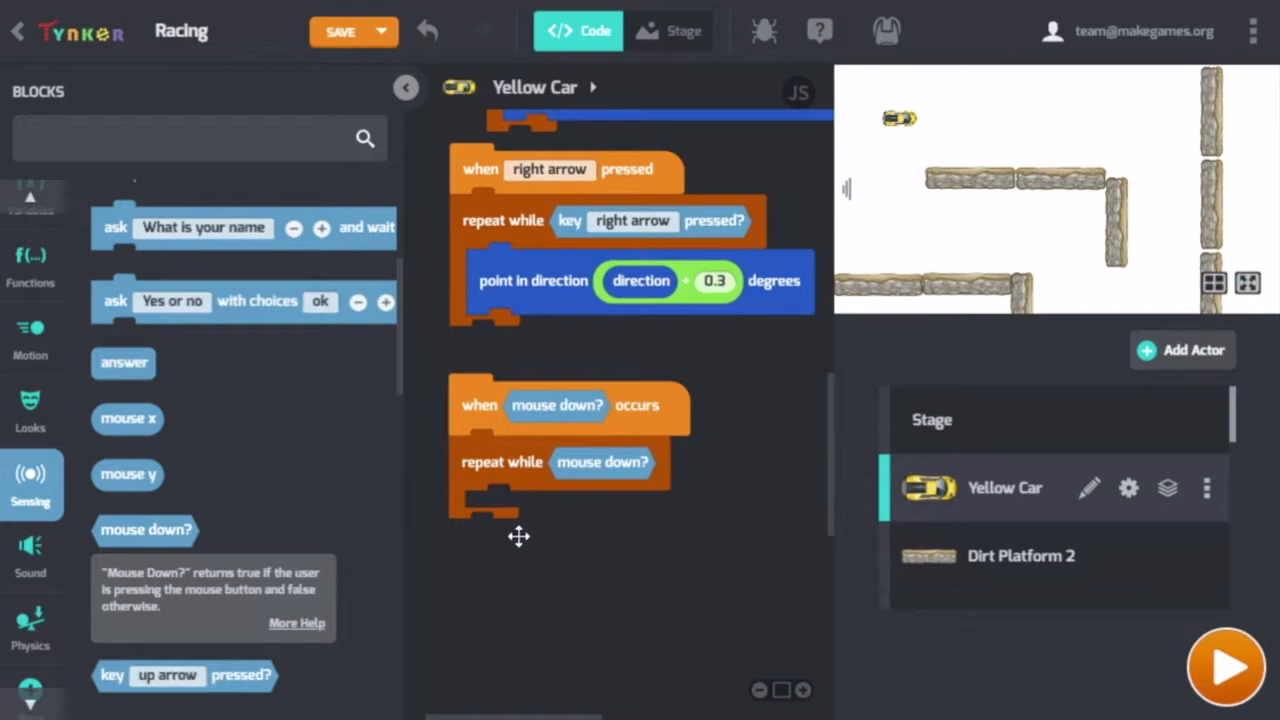 TYNKER Racing SAVE </> Code Stage ? team@makegames.org
BLOCKS
Yellow Car
JS
ask What is your name and wait
ask Yes or no with choices ok
answer
mouse x
mouse y
mouse down?
"Mouse Down?" returns true if the user
is pressing the mouse button and false
otherwise.
More Help
key up arrow pressed?
Variables
f(...)
Functions
Motion
Looks
Sensing
Sound
Physics
when right arrow pressed
repeat while key right arrow pressed?
point in direction direction + 0.3 degrees
when mouse down? occurs
repeat while mouse down?
Add Actor
Stage
Yellow Car
Dirt Platform 2